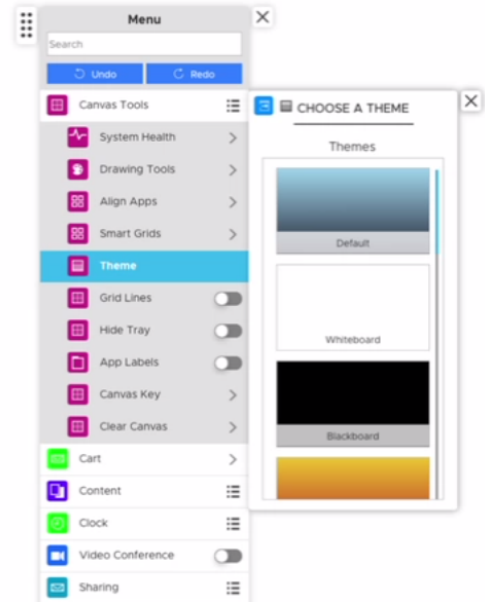 Menu
Search
Undo Redo
Canvas Tools
System Health
Drawing Tools
Align Apps
Smart Grids
Theme
Grid Lines
Hide Tray
App Labels
Canvas Key
Clear Canvas
Cart
Content
Clock
Video Conference
Sharing
CHOOSE A THEME
Themes
Default
Whiteboard
Blackboard